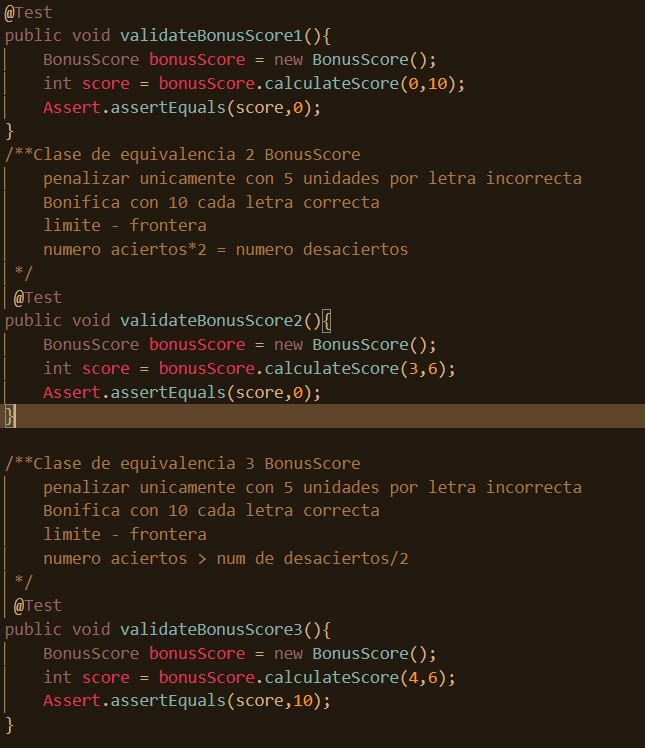 @Test
public void validateBonusScore1(){
BonusScore bonusScore = new BonusScore();
int score = bonusScore.calculateScore(0,10);
Assert.assertEquals(score,0);
}
/**Clase de equivalencia 2 BonusScore
penalizar unicamente con 5 unidades por letra incorrecta
Bonifica con 10 cada letra correcta
limite - frontera
numero aciertos*2 = numero desaciertos
*/
@Test
public void validateBonusScore2(){
BonusScore bonusScore = new BonusScore();
int score = bonusScore.calculateScore(3,6);
Assert.assertEquals(score,0);
}
/**Clase de equivalencia 3 BonusScore
penalizar unicamente con 5 unidades por letra incorrecta
Bonifica con 10 cada letra correcta
limite - frontera
numero aciertos > num de desaciertos/2
*/
@Test
public void validateBonusScore3(){
BonusScore bonusScore = new BonusScore();
int score = bonusScore.calculateScore(4,6);
Assert.assertEquals(score,10);
}